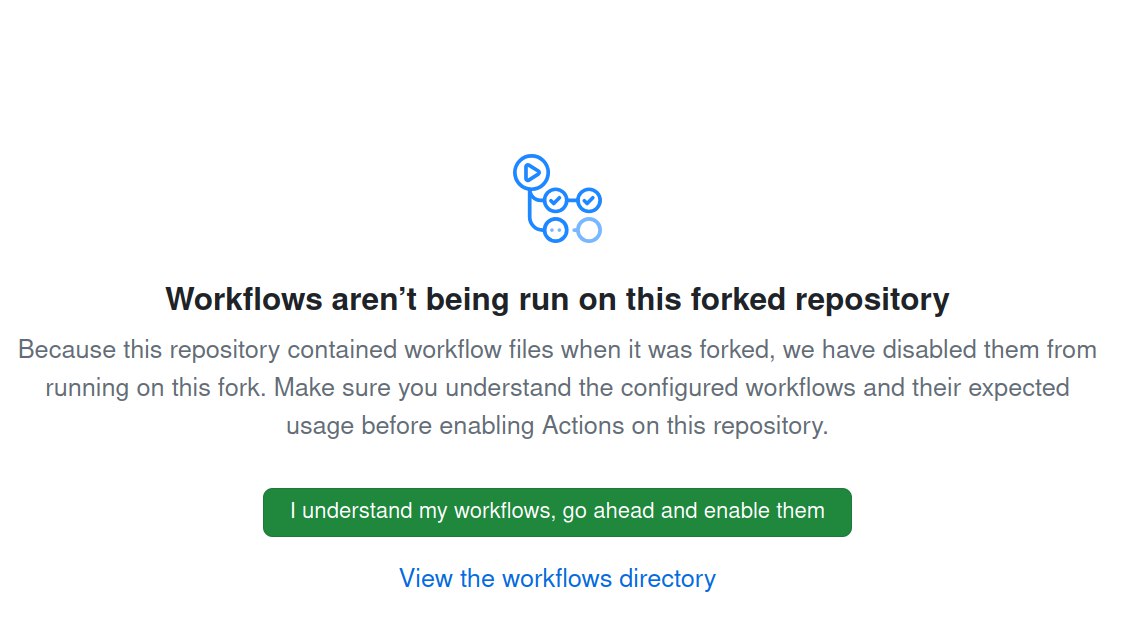 Workflows aren’t being run on this forked repository
Because this repository contained workflow files when it was forked, we have disabled them from
running on this fork. Make sure you understand the configured workflows and their expected
usage before enabling Actions on this repository.
I understand my workflows, go ahead and enable them
View the workflows directory